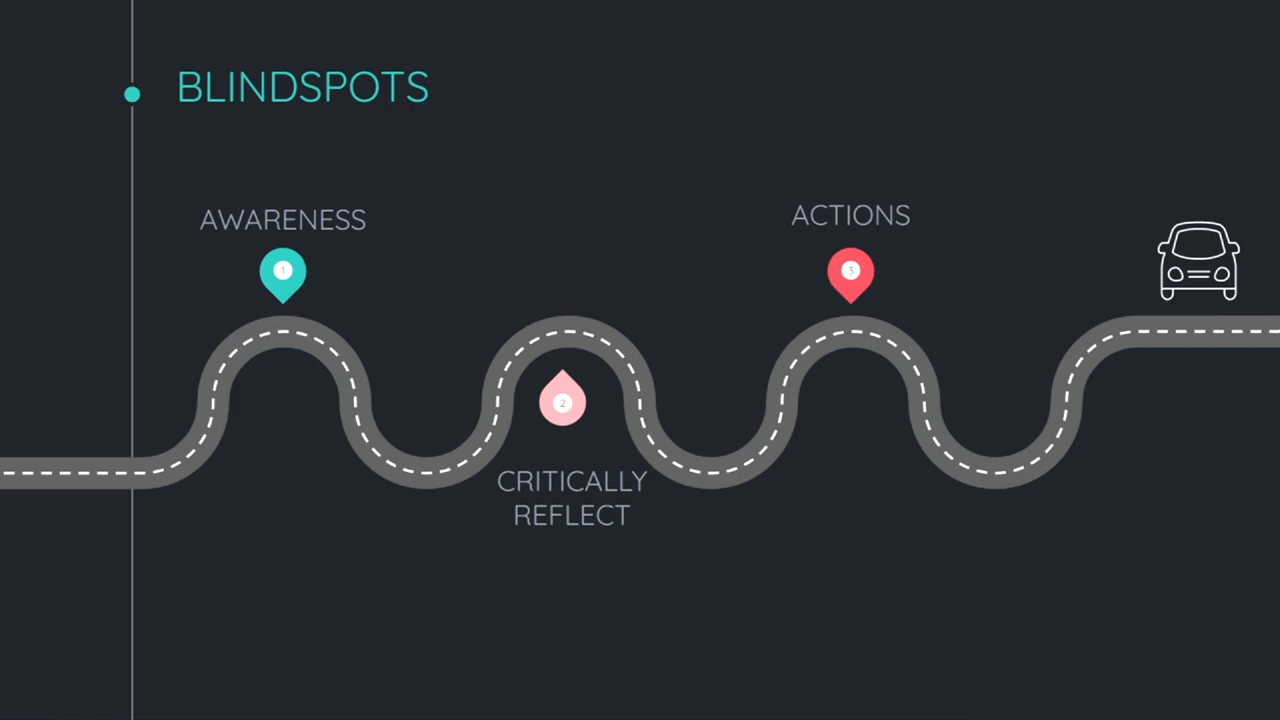 BLINDSPOTS
AWARENESS
1
CRITICALLY
REFLECT
2
ACTIONS
3